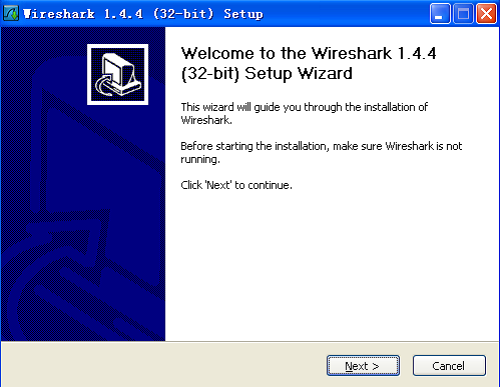 Wireshark 1.4.4 (32-bit) Setup
Welcome to the Wireshark 1.4.4
(32-bit) Setup Wizard
This wizard will guide you through the installation of
Wireshark.
Before starting the installation, make sure Wireshark is not
running.
Click 'Next' to continue.
Next >
Cancel